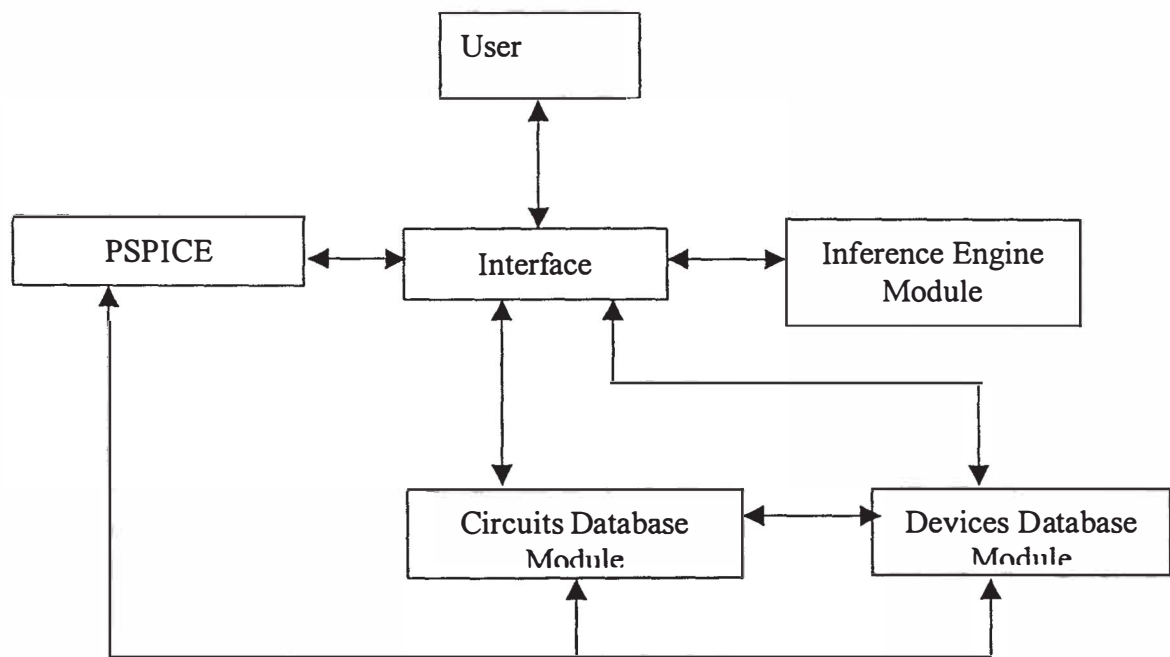 User
PSPICE
Interface
Inference Engine
Module
Circuits Database
Module
Devices Database
Module